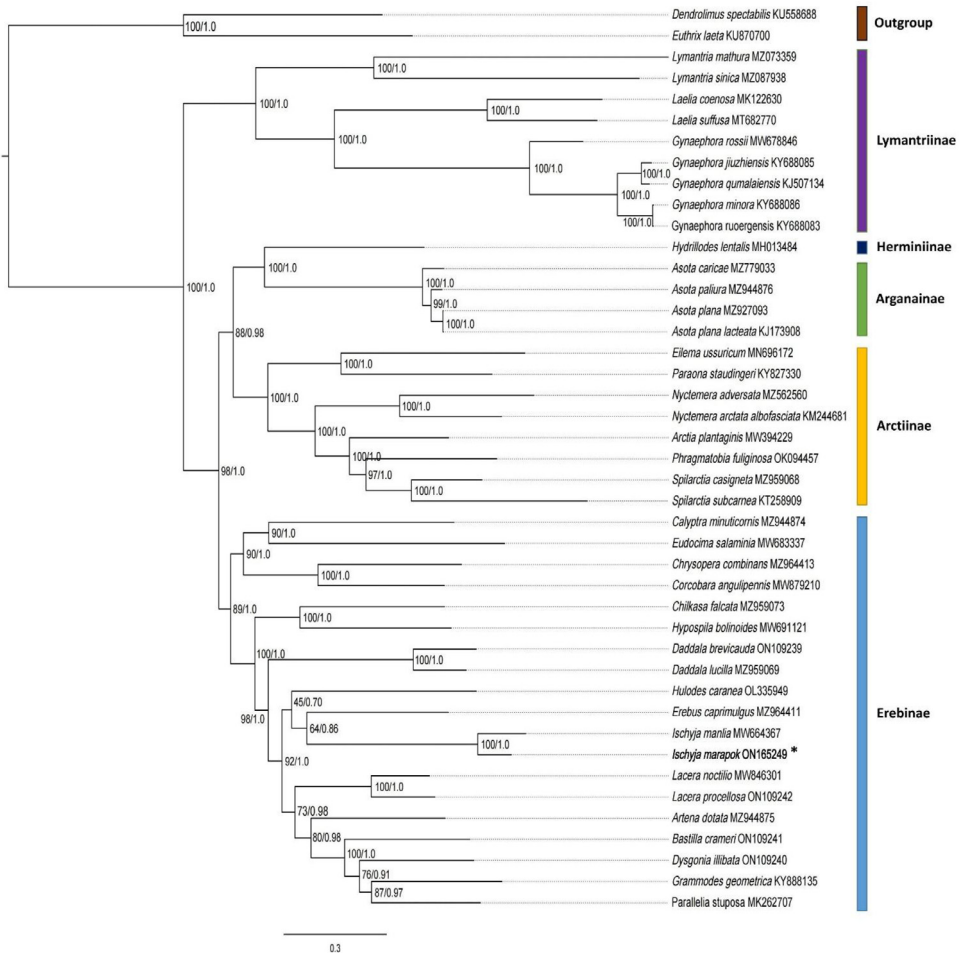 Dendrolimus spectabilis KU558688
Outgroup
100/1.0
Euthrix laeta KU870700
Lymantria mathura MZ073359
100/1.0
Lymantria sinica MZ087938
100/1.0
Laelia coenosa MK122630
100/1.0
Laelia suffusa MT682770
100/1.0
Gynaephora rossii MW678846
Lymantriinae
Gynaephora jiuzhiensis KY688085
100/1.0
100/1.0
Gynaephora qumalaiensis KJ507134
100/1.0
Gynaephora minora KY688086
100/1.0
Gynaephora ruoergensis KY688083
Hydrillodes lentalis MH013484
Herminiinae
100/1.0
Asota caricae MZ779033
100/1.0
100/1.0
Asota paliura MZ944876
99/1.0
Arganainae
Asota plana MZ927093
100/1.0
Asota plana lacteata KJ173908
88/0.98
Eilema ussuricum MN696172
100/1.0
Paraona staudingeri KY827330
Nyctemera adversata MZ562560
100/1.0
100/1.0
Nyctemera arctata albofasciata KM244681
Arctiinae
100/1.0
Arctia plantaginis MW394229
100/1.0
Phragmatobia fuliginosa OK094457
98/1.0
97/1.0
Spilarctia casigneta MZ959068
100/1.0
Spilarctia subcarnea KT258909
Calyptra minuticornis MZ944874
90/1.0
Eudocima salaminia MW683337
90/1.0
Chrysopera combinans MZ964413
100/1.0
Corcobara angulipennis MW879210
89/1.0
Chilkasa falcata MZ959073
100/1.0
Hypospila bolinoides MW691121
Daddala brevicauda ON109239
100/1.0
100/1.0
Daddala lucilla MZ959069
Hulodes caranea OL335949
45/0.70
Erebus caprimulgus MZ964411
Erebinae
98/1.0
64/0.86
Ischyja manlia MW664367
100/1.0
Ischyja marapok ON165249 *
92/1.0
Lacera noctilio MW846301
100/1.0
Lacera procellosa ON109242
73/0.98
Artena dotata MZ944875
80/0.98
Bastilla crameri ON109241
100/1.0
Dysgonia illibata ON109240
76/0.91
Grammodes geometrica KY888135
87/0.97
Parallelia stuposa MK262707
0.3